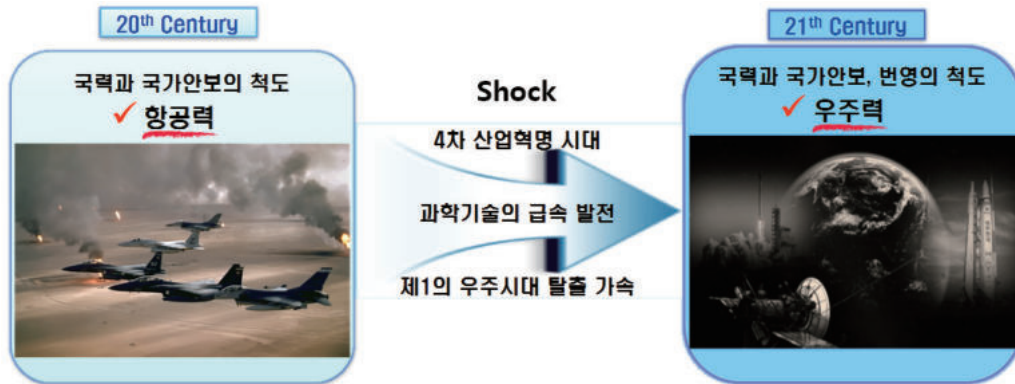 20th Century
국력과 국가안보의 척도
✓ 항공력
Shock
4차 산업혁명 시대
과학기술의 급속 발전
제1의 우주시대 탈출 가속
21th Century
국력과 국가안보, 번영의 척도
✓ 우주력